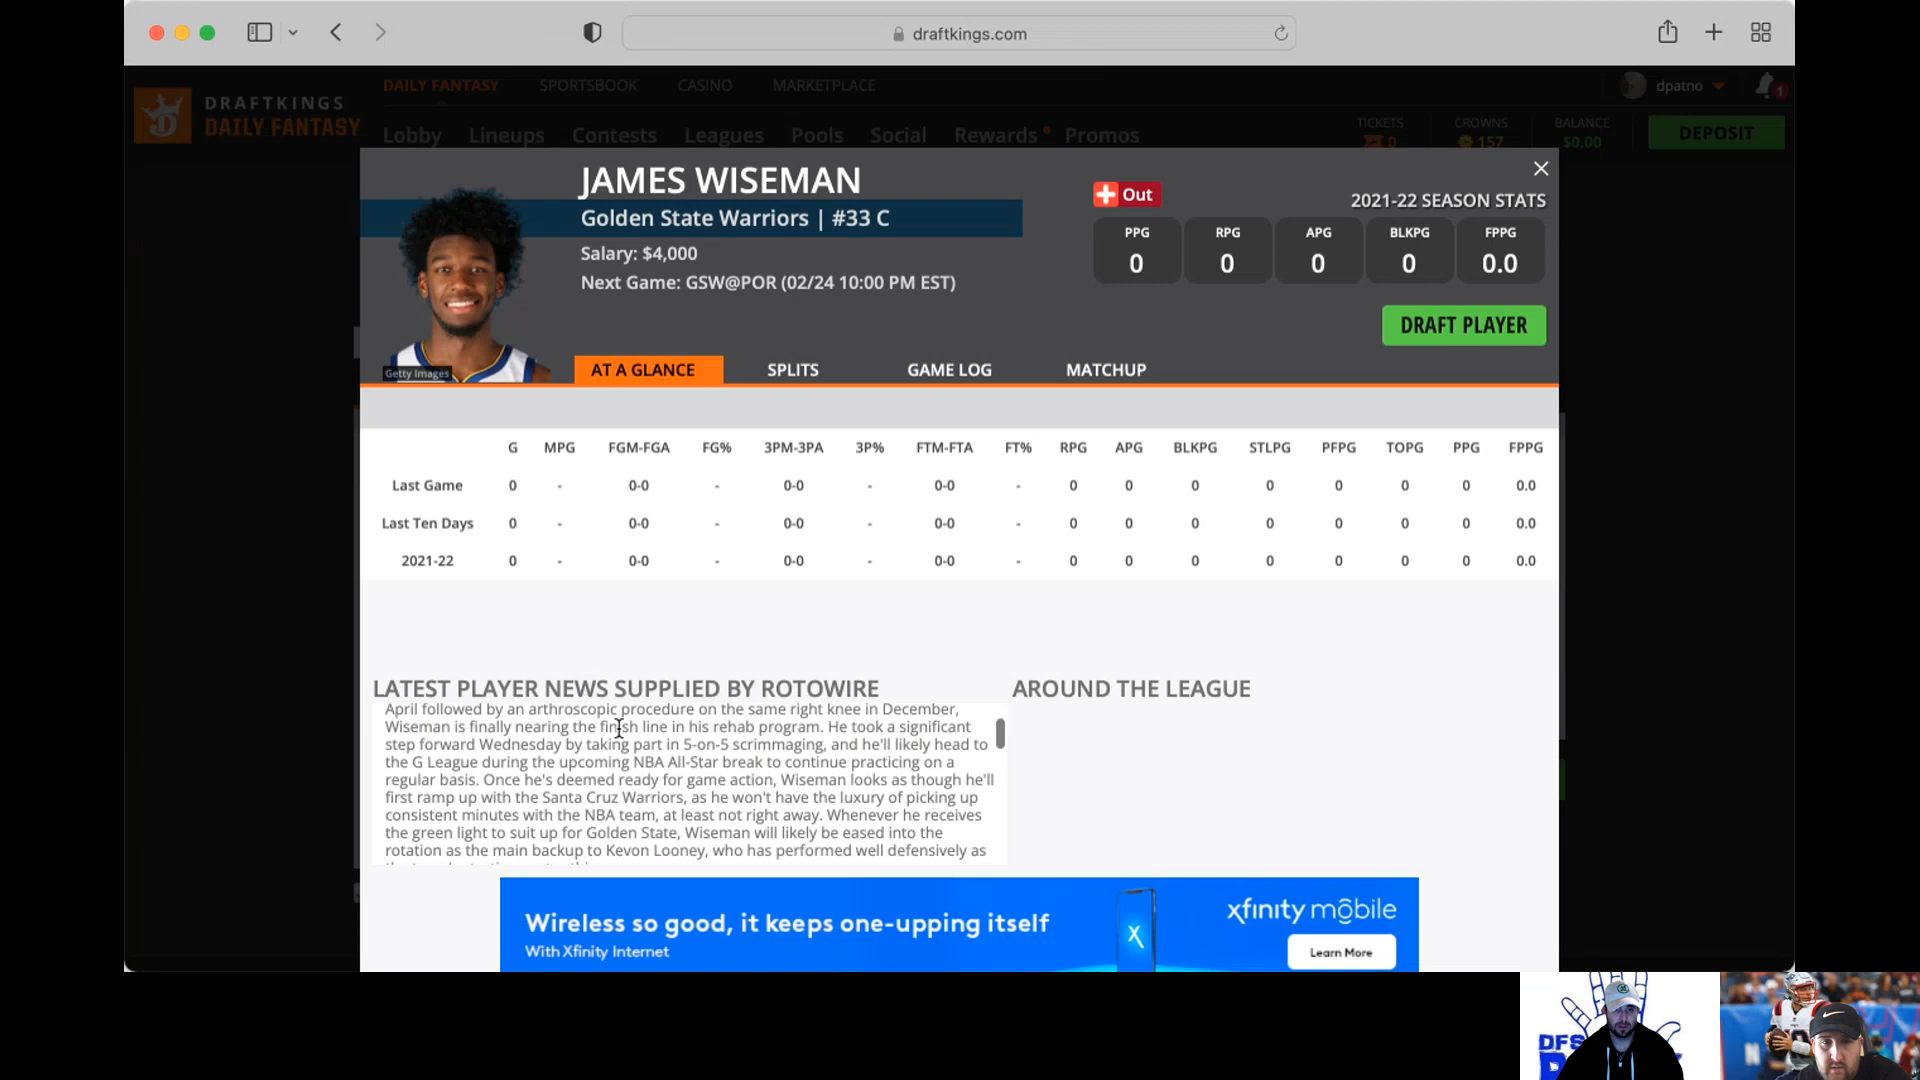 draftkings.com
DAILY FANTASY SPORTSBOOK CASINO MARKETPLACE
dpatno
1
DRAFTKINGS
DAILY FANTASY
Lobby Lineups Contests Leagues Pools Social Rewards Promos
TICKETS CROWNS BALANCE
0 157 $0.00
DEPOSIT
JAMES WISEMAN
Golden State Warriors | #33 C
Salary: $4,000
Next Game: GSW@POR (02/24 10:00 PM EST)
Getty Images
Out
2021-22 SEASON STATS
PPG RPG APG BLKPG FPPG
0 0 0 0 0.0
DRAFT PLAYER
AT A GLANCE SPLITS GAME LOG MATCHUP
G MPG FGM-FGA FG% 3PM-3PA 3P% FTM-FTA FT% RPG APG BLKPG STLPG PFPG TOPG PPG FPPG
Last Game 0 - 0-0 - 0-0 - 0-0 - 0 0 0 0 0 0 0 0.0
Last Ten Days 0 - 0-0 - 0-0 - 0-0 - 0 0 0 0 0 0 0 0.0
2021-22 0 - 0-0 - 0-0 - 0-0 - 0 0 0 0 0 0 0 0.0
LATEST PLAYER NEWS SUPPLIED BY ROTOWIRE
April followed by an arthroscopic procedure on the same right knee in December,
Wiseman is finally nearing the finish line in his rehab program. He took a significant
step forward Wednesday by taking part in 5-on-5 scrimmaging, and he'll likely head to
the G League during the upcoming NBA All-Star break to continue practicing on a
regular basis. Once he's deemed ready for game action, Wiseman looks as though he'll
first ramp up with the Santa Cruz Warriors, as he won't have the luxury of picking up
consistent minutes with the NBA team, at least not right away. Whenever he receives
the green light to suit up for Golden State, Wiseman will likely be eased into the
rotation as the main backup to Kevon Looney, who has performed well defensively as
AROUND THE LEAGUE
Wireless so good, it keeps one-upping itself
With Xfinity Internet
X
xfinity mobile
Learn More
DFS